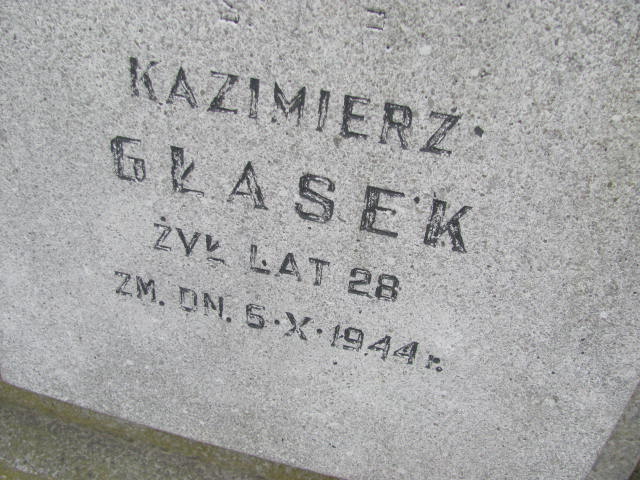 KAZIMIERZ
GŁASEK
ŻYŁ LAT 28
ZM. DN. 6·X·1944 r.